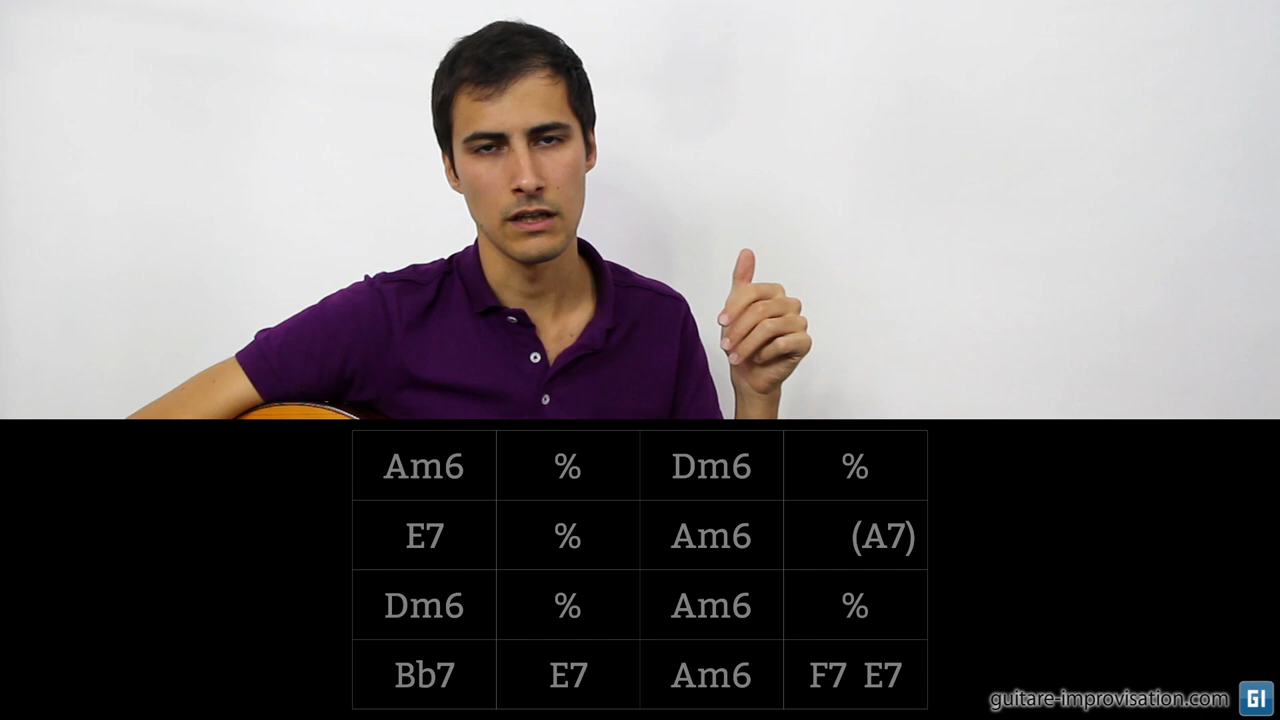 Am6 % Dm6 %
E7 % Am6 (A7)
Dm6 % Am6 %
Bb7 E7 Am6 F7 E7
guitare-improvisation.com GI